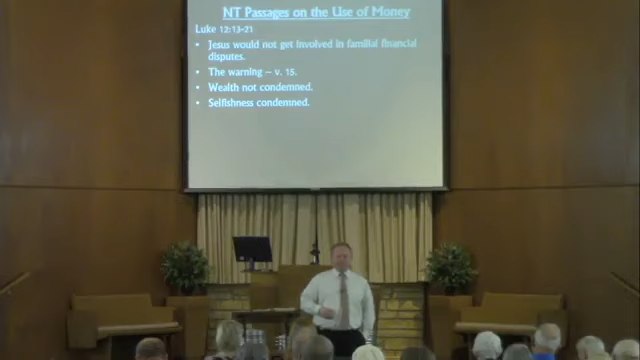 NT Passages on the Use of Money
Luke 12:13-21
• Jesus would not get involved in familial financial
disputes.
• The warning – v. 15.
• Wealth not condemned.
• Selfishness condemned.